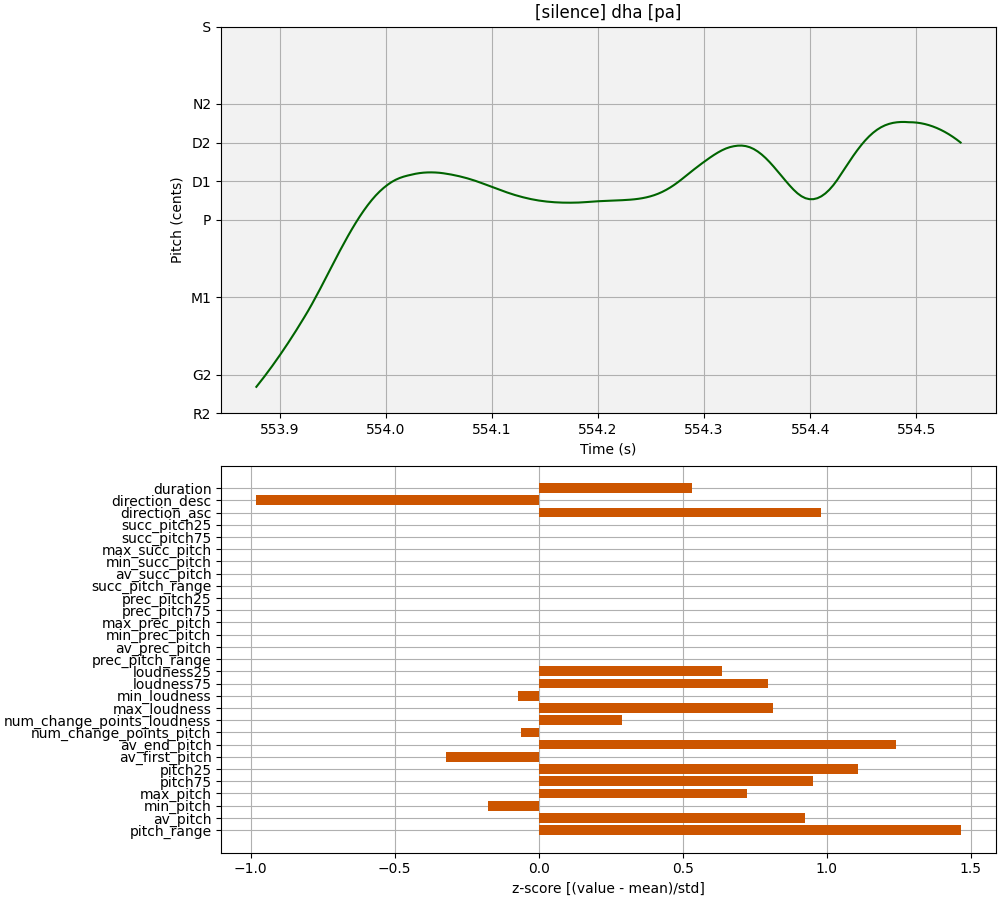 [silence] dha [pa]
S
N2
D2
D1
P
M1
G2
R2
Pitch (cents)
553.9 554.0 554.1 554.2 554.3 554.4 554.5
Time (s)
duration
direction_desc
direction_asc
succ_pitch25
succ_pitch75
max_succ_pitch
min_succ_pitch
av_succ_pitch
succ_pitch_range
prec_pitch25
prec_pitch75
max_prec_pitch
min_prec_pitch
av_prec_pitch
prec_pitch_range
loudness25
loudness75
min_loudness
max_loudness
num_change_points_loudness
num_change_points_pitch
av_end_pitch
av_first_pitch
pitch25
pitch75
max_pitch
min_pitch
av_pitch
pitch_range
−1.0 −0.5 0.0 0.5 1.0 1.5
z-score [(value - mean)/std]